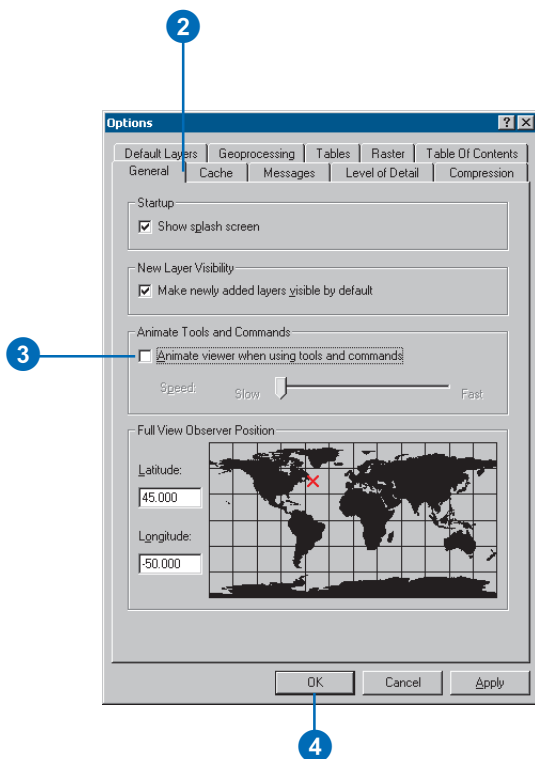 2
Options
Default Layers Geoprocessing Tables Raster Table Of Contents
General Cache Messages Level of Detail Compression
Startup
Show splash screen
New Layer Visibility
Make newly added layers visible by default
Animate Tools and Commands
3
Animate viewer when using tools and commands
Speed: Slow Fast
Full View Observer Position
Latitude:
45.000
Longitude:
-50.000
OK Cancel Apply
4